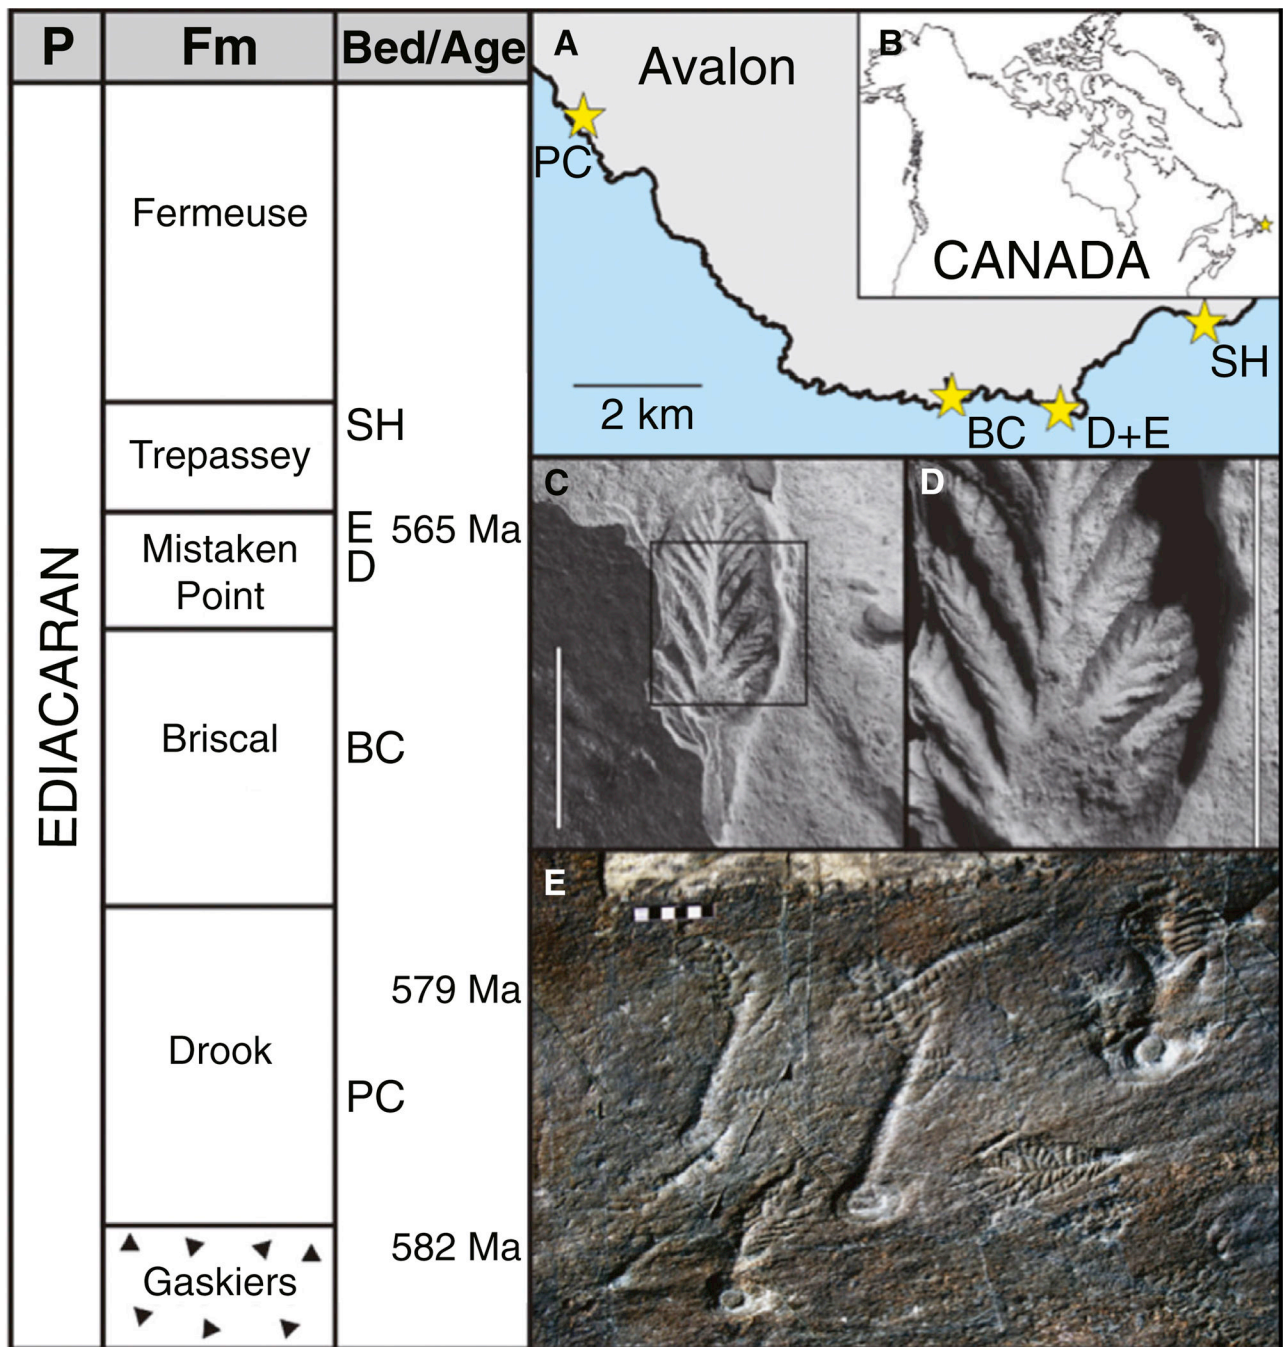 P
Fm
Bed/Age
EDIACARAN
Fermeuse
Trepassey
SH
Mistaken
Point
E 565 Ma
D
Briscal
BC
579 Ma
Drook
PC
582 Ma
Gaskiers
A
Avalon
PC
2 km
BC
D+E
SH
B
CANADA
C
D
E